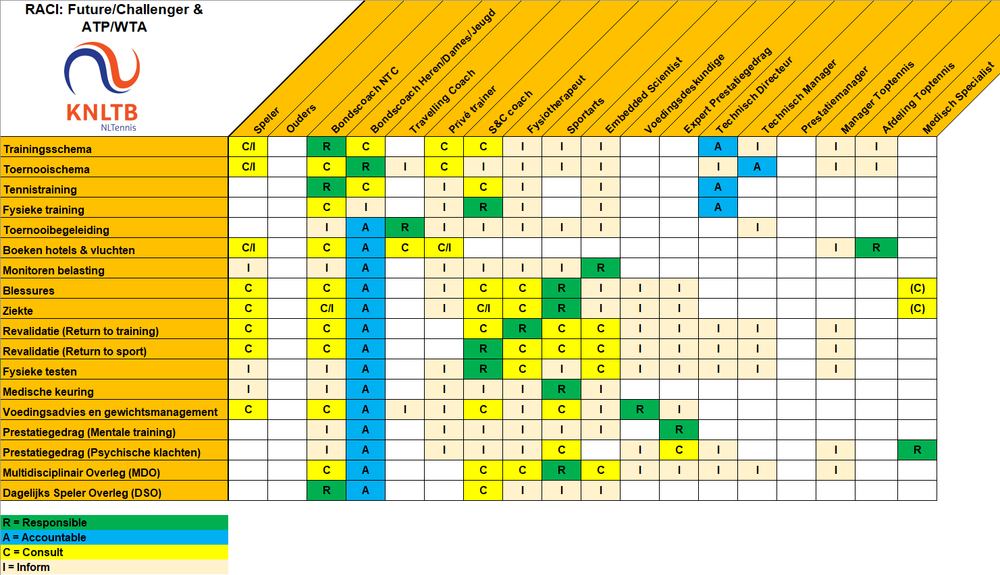 RACI: Future/Challenger &
ATP/WTA
KNLTB
NLTennis
Speler
Ouders
Bondscoach NTC
Bondscoach Heren/Dames/Jeugd
Travelling Coach
Privé trainer
S&C coach
Fysiotherapeut
Sportarts
Embedded Scientist
Voedingsdeskundige
Expert Prestatiegedrag
Technisch Directeur
Technisch Manager
Prestatiemanager
Manager Toptennis
Afdeling Toptennis
Medisch Specialist
Trainingsschema C/I R C C C I I I A I I I
Toernooischema C/I C R I C I I I I I A I I
Tennistraining R C I C I I A
Fysieke training C I I R I I A
Toernooibegeleiding I A R I I I I I I
Boeken hotels & vluchten C/I C A C C/I I R
Monitoren belasting I I A I I I I R
Blessures C C A I C C R I I I (C)
Ziekte C C/I A I C/I C R I I I (C)
Revalidatie (Return to training) C C A C R C C I I I I I
Revalidatie (Return to sport) C C A R C C C I I I I I
Fysieke testen I I A I R C I C I I I I I
Medische keuring I I A I I I R I
Voedingsadvies en gewichtsmanagement C C A I I C I C I R I
Prestatiegedrag (Mentale training) I A I I I I I R
Prestatiegedrag (Psychische klachten) I A I I I C I C I I R
Multidisciplinair Overleg (MDO) C A C C R C I I I I I
Dagelijks Speler Overleg (DSO) R A C I I I
R = Responsible
A = Accountable
C = Consult
I = Inform